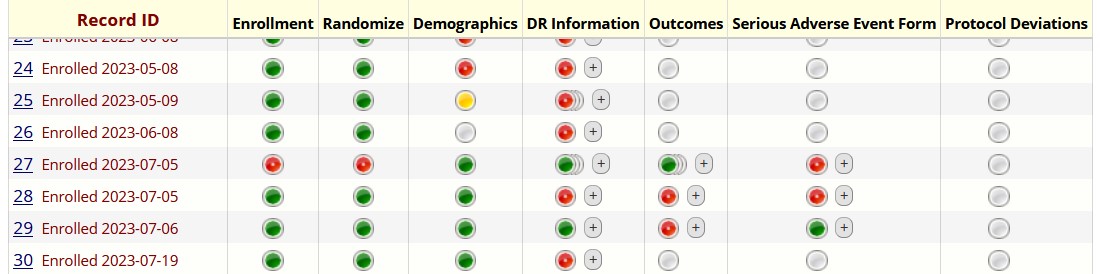 Record ID Enrollment Randomize Demographics DR Information Outcomes Serious Adverse Event Form Protocol Deviations
24 Enrolled 2023-05-08 + 
25 Enrolled 2023-05-09 +
26 Enrolled 2023-06-08 +
27 Enrolled 2023-07-05 + + +
28 Enrolled 2023-07-05 + + +
29 Enrolled 2023-07-06 + + +
30 Enrolled 2023-07-19 +